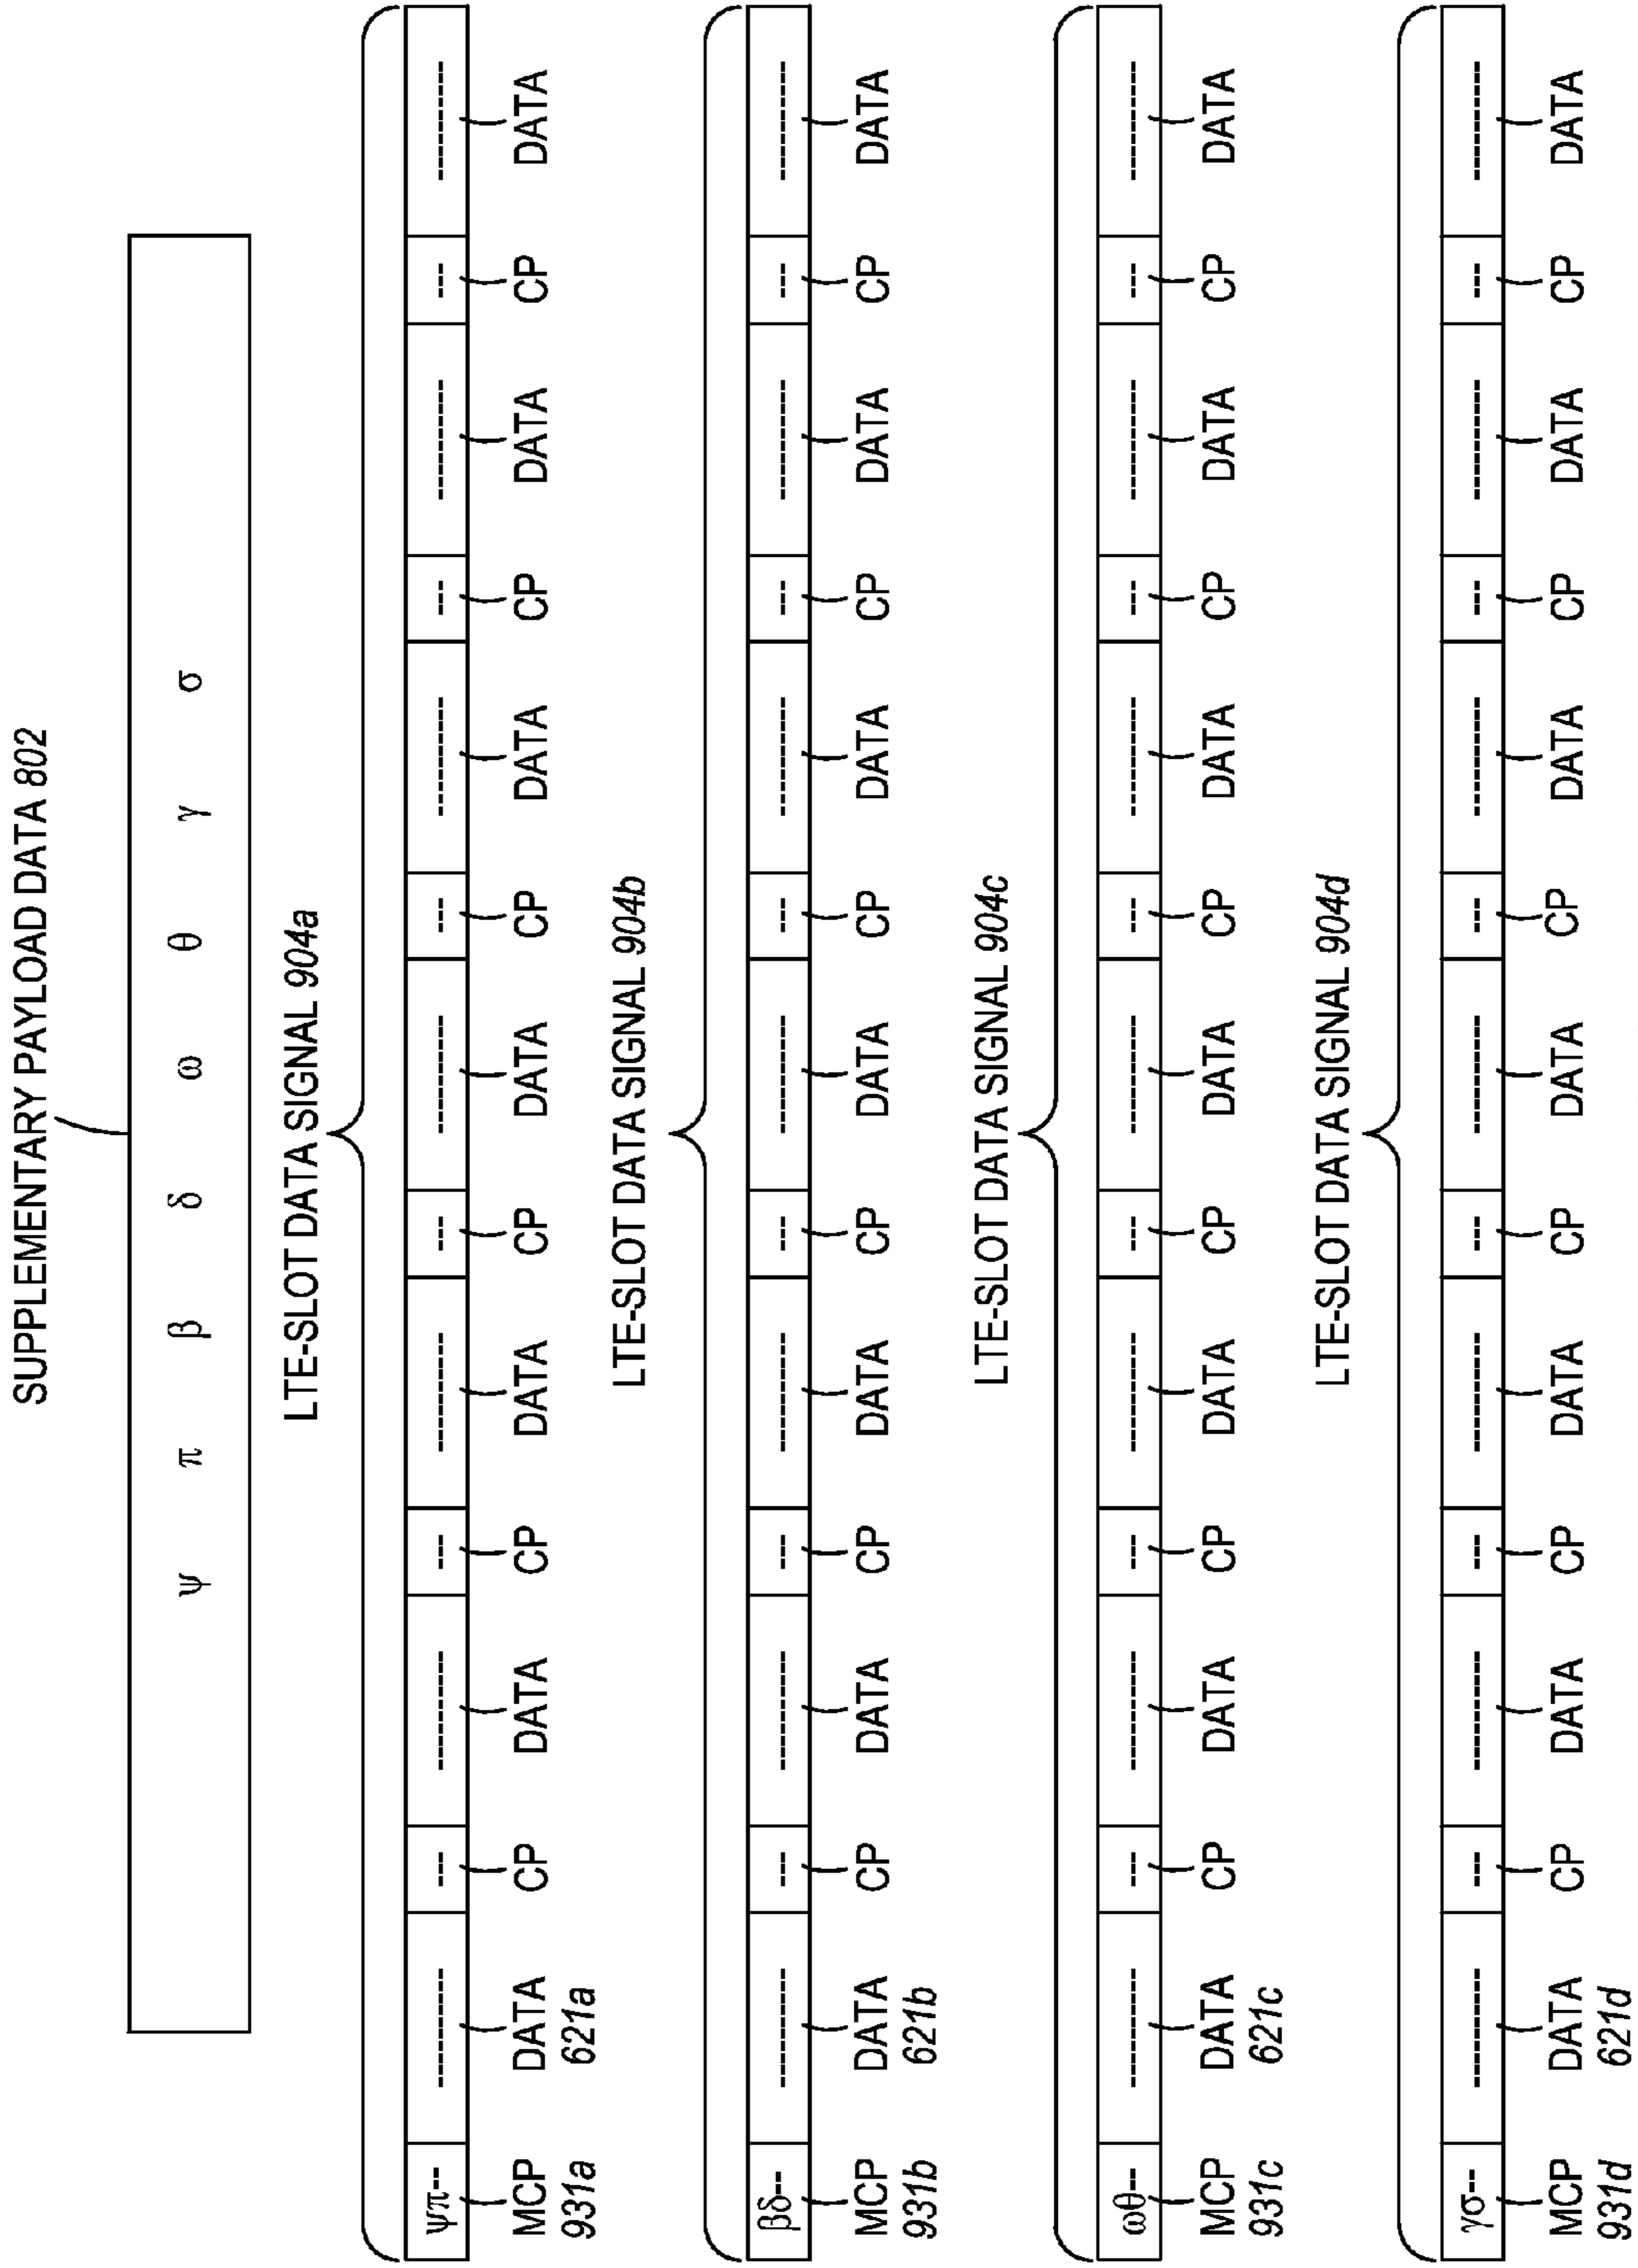 SUPPLEMENTARY PAYLOAD DATA 802
ψ π β δ ω θ γ σ
LTE-SLOT DATA SIGNAL 904a
ψπ-- ---------- --- ---------- --- ---------- --- ---------- --- ---------- --- ---------- --- ----------
MCP DATA CP DATA CP DATA CP DATA CP DATA CP DATA CP DATA
931a 621a
LTE-SLOT DATA SIGNAL 904b
βδ-- ---------- --- ---------- --- ---------- --- ---------- --- ---------- --- ---------- --- ----------
MCP DATA CP DATA CP DATA CP DATA CP DATA CP DATA CP DATA
931b 621b
LTE-SLOT DATA SIGNAL 904c
ωθ-- ---------- --- ---------- --- ---------- --- ---------- --- ---------- --- ---------- --- ----------
MCP DATA CP DATA CP DATA CP DATA CP DATA CP DATA CP DATA
931c 621c
LTE-SLOT DATA SIGNAL 904d
γσ-- ---------- --- ---------- --- ---------- --- ---------- --- ---------- --- ---------- --- ----------
MCP DATA CP DATA CP DATA CP DATA CP DATA CP DATA CP DATA
931d 621d